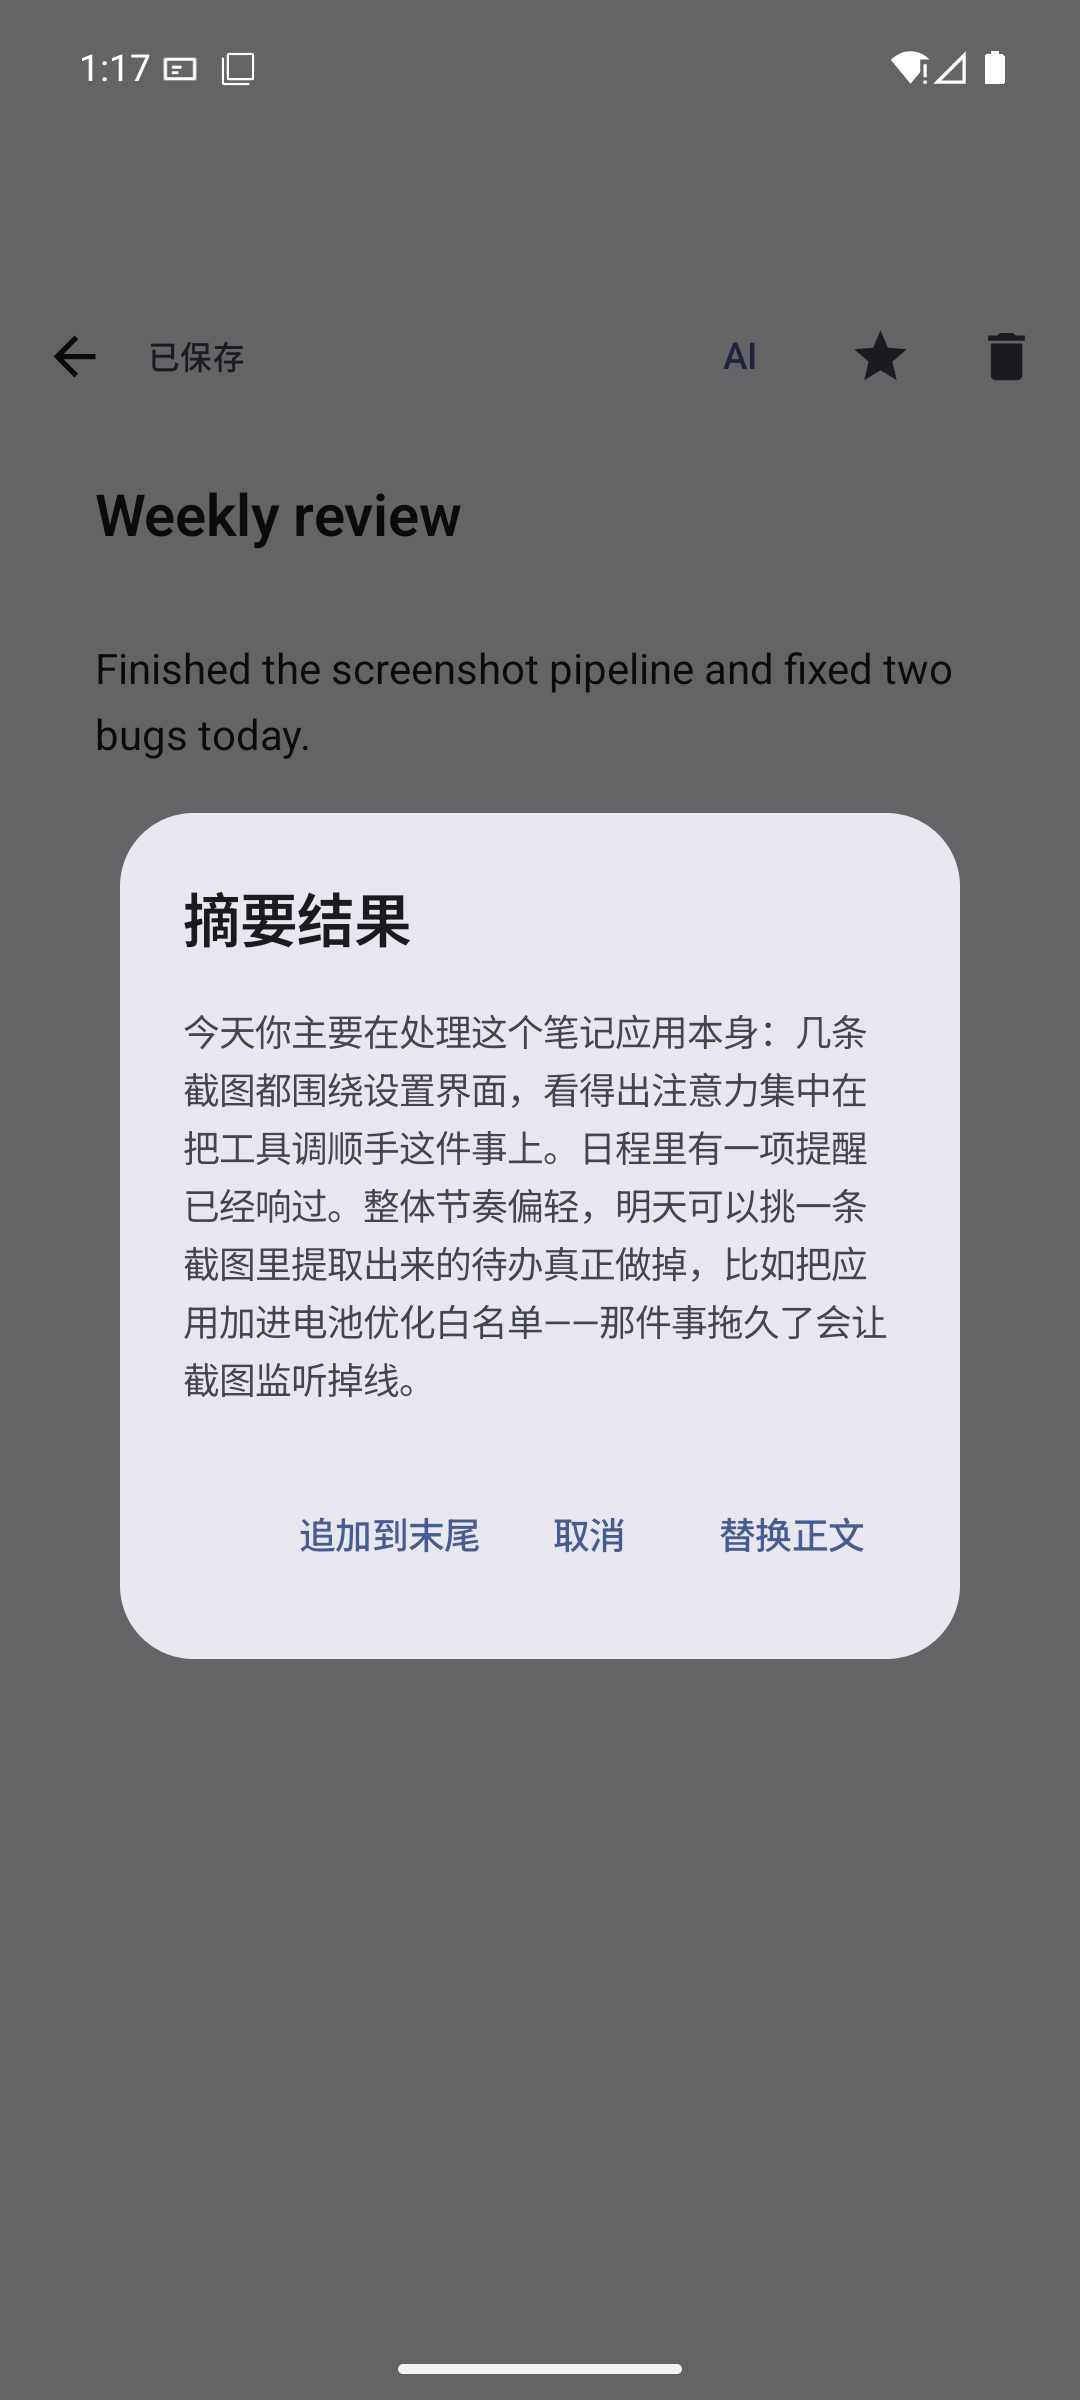 1:17
已保存
AI
Weekly review
Finished the screenshot pipeline and fixed two
bugs today.
摘要结果
今天你主要在处理这个笔记应用本身：几条
截图都围绕设置界面，看得出注意力集中在
把工具调顺手这件事上。日程里有一项提醒
已经响过。整体节奏偏轻，明天可以挑一条
截图里提取出来的待办真正做掉，比如把应
用加进电池优化白名单——那件事拖久了会让
截图监听掉线。
追加到末尾
取消
替换正文